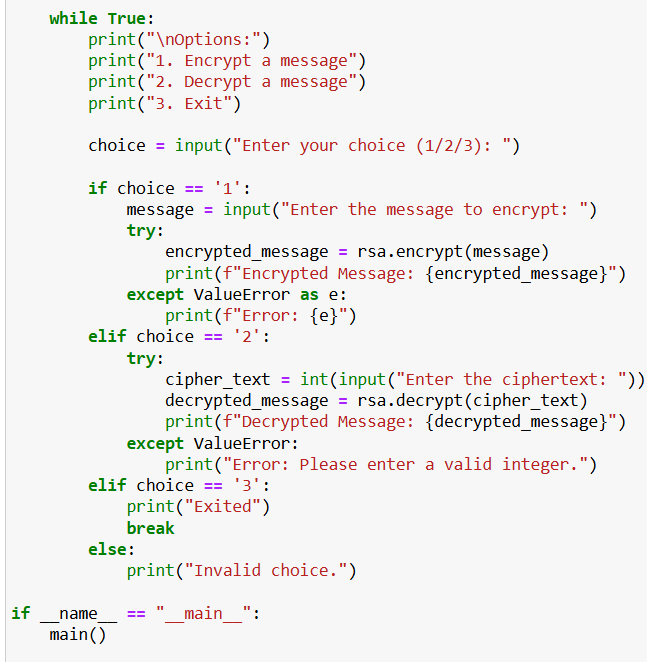 while True:
        print("\nOptions:")
        print("1. Encrypt a message")
        print("2. Decrypt a message")
        print("3. Exit")

        choice = input("Enter your choice (1/2/3): ")

        if choice == '1':
            message = input("Enter the message to encrypt: ")
            try:
                encrypted_message = rsa.encrypt(message)
                print(f"Encrypted Message: {encrypted_message}")
            except ValueError as e:
                print(f"Error: {e}")
        elif choice == '2':
            try:
                cipher_text = int(input("Enter the ciphertext: "))
                decrypted_message = rsa.decrypt(cipher_text)
                print(f"Decrypted Message: {decrypted_message}")
            except ValueError:
                print("Error: Please enter a valid integer.")
        elif choice == '3':
            print("Exited")
            break
        else:
            print("Invalid choice.")

if __name__ == "__main__":
    main()